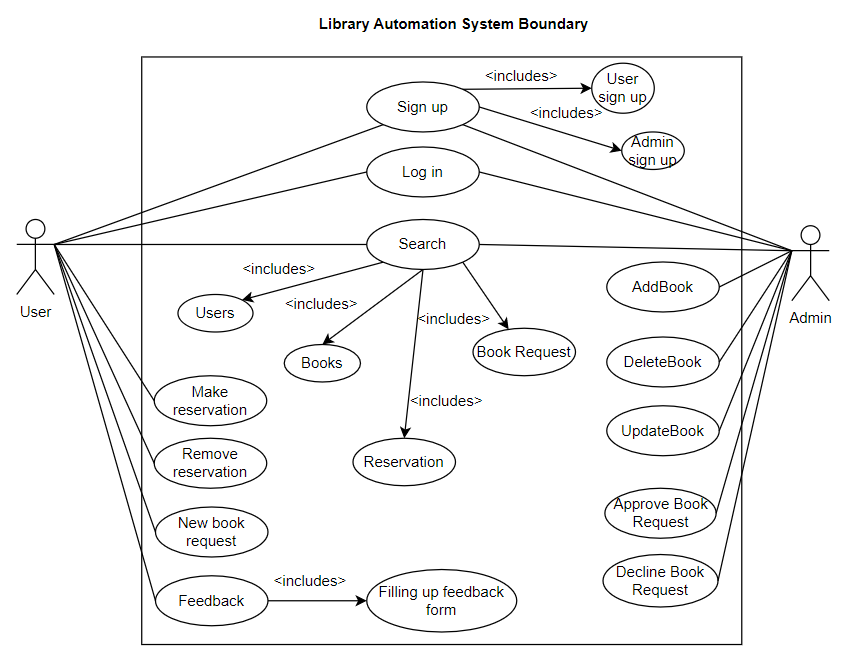 Library Automation System Boundary
<includes>
User
sign up
Sign up
<includes>
Admin
sign up
Log in
Search
<includes>
Users
<includes>
Books
<includes>
Book Request
<includes>
Reservation
User
Admin
AddBook
DeleteBook
UpdateBook
Approve Book
Request
Decline Book
Request
Make
reservation
Remove
reservation
New book
request
Feedback
<includes>
Filling up feedback
form